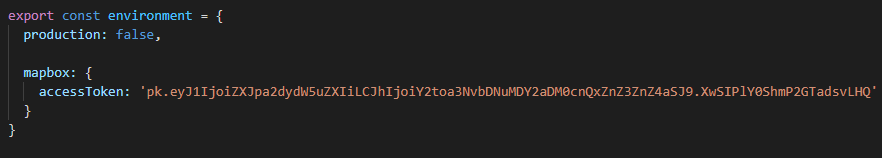 export const environment = {
production: false,
mapbox: {
accessToken: 'pk.eyJ1IjoiZXJpa2dydW5uZXIiLCJhIjoiY2toa3NvbDNuMDY2aDM0cnQxZnZ3ZnZ4aSJ9.XwSIPlY0ShmP2GTadsvLHQ'
}
}